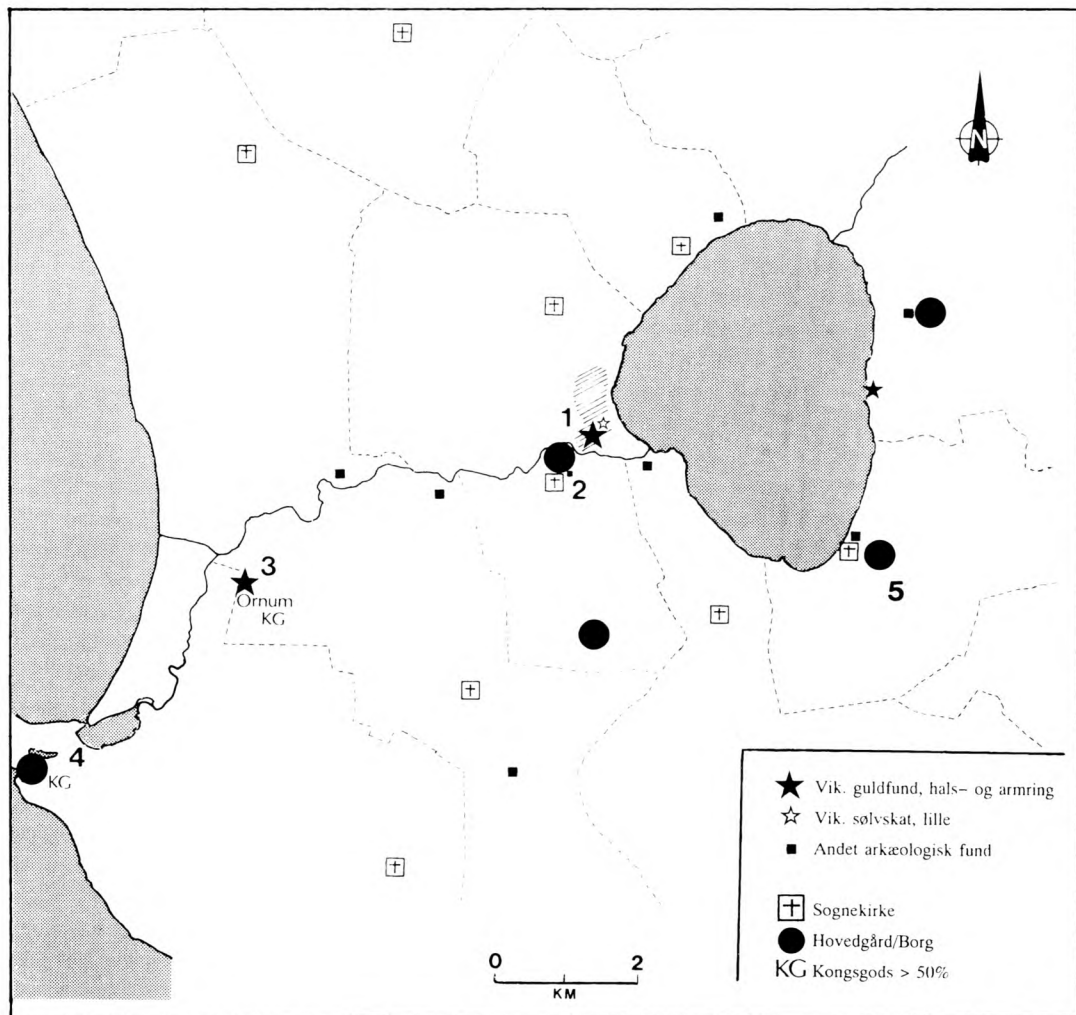 N
1
2
3
Ornum
KG
4
KG
5
0 2
KM
Vik. guldfund, hals– og armring
Vik. sølvskat, lille
Andet arkæologisk fund
Sognekirke
Hovedgård/Borg
KG Kongsgods > 50%